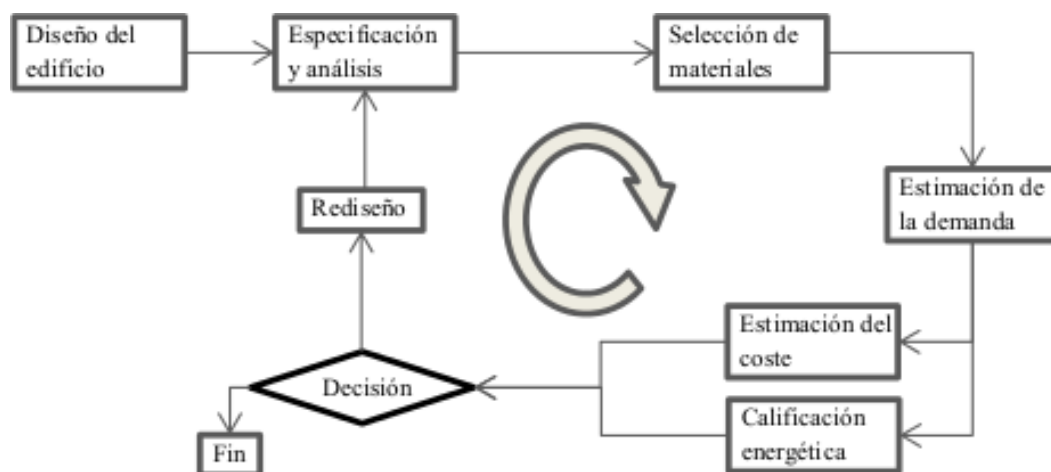 Diseño del
edificio
Especificación
y análisis
Selección de
materiales
Estimación de
la demanda
Rediseño
Estimación del
coste
Decisión
Calificación
energética
Fin